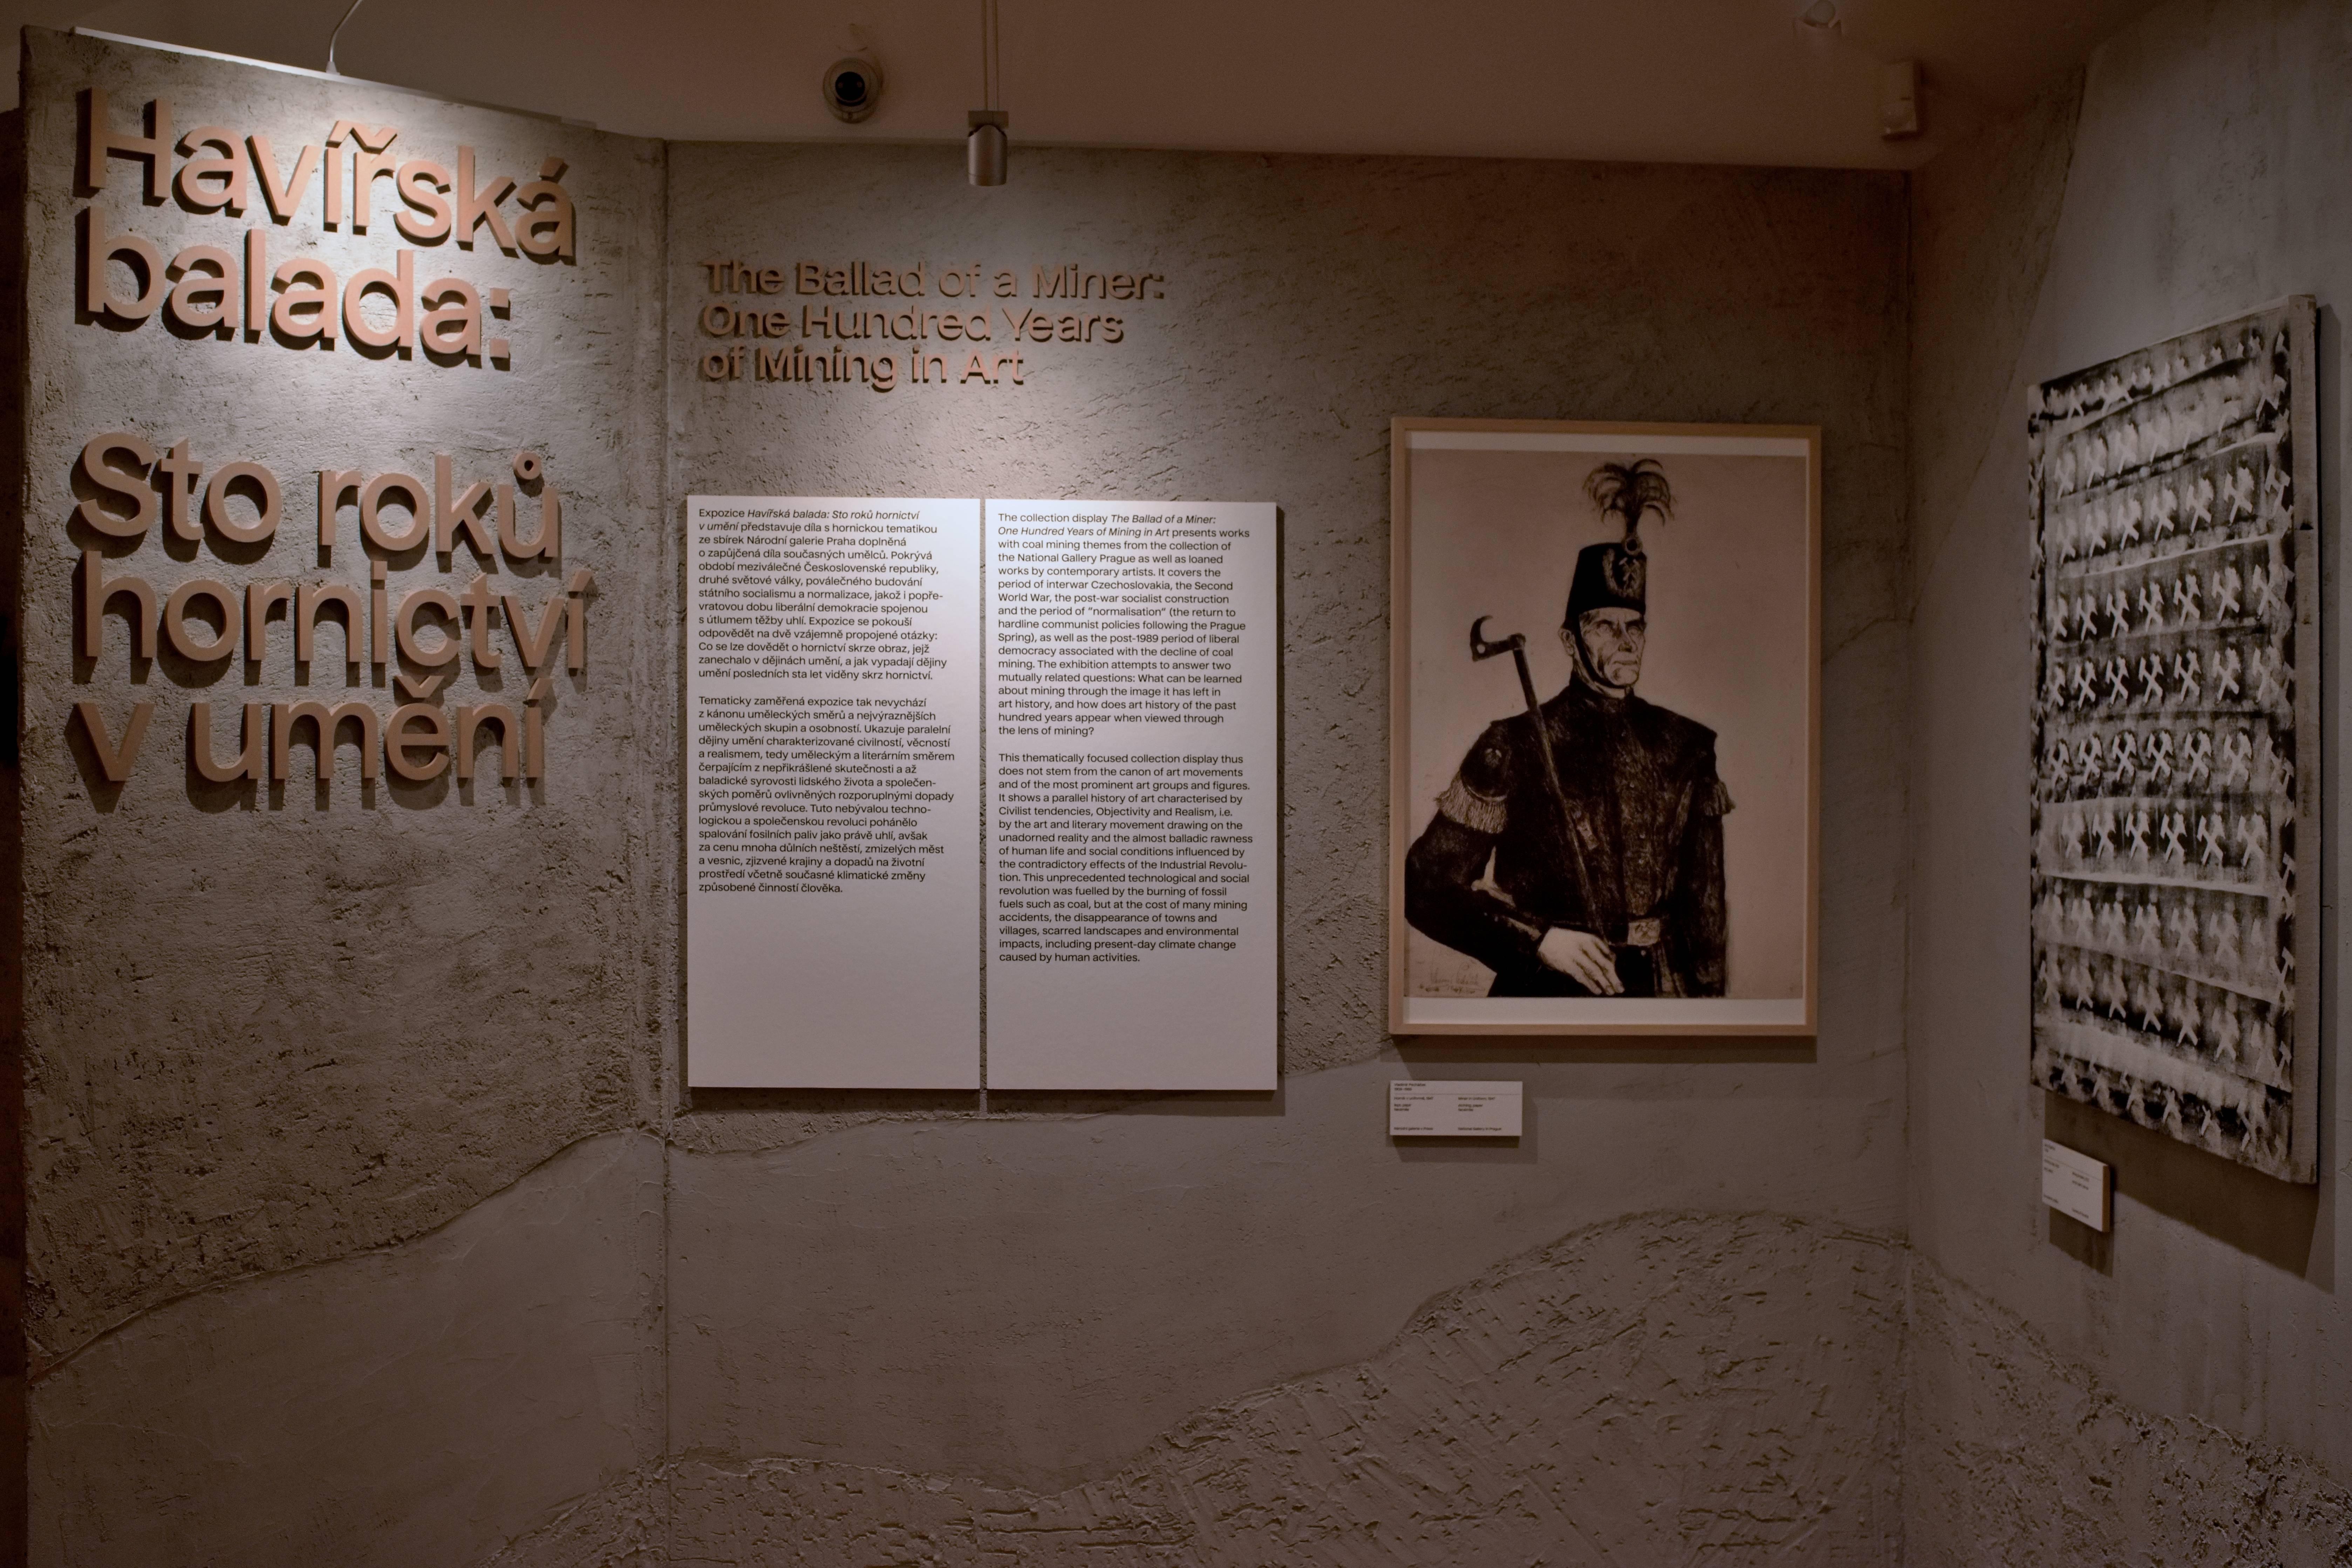 Havířská
balada:
Sto roků
hornictví
v umění
The Ballad of a Miner:
One Hundred Years
of Mining in Art
Expozice Havířská balada: Sto roků hornictví
v umění představuje díla s hornickou tematikou
ze sbírek Národní galerie Praha doplněná
o zapůjčená díla současných umělců. Pokrývá
období meziválečné Československé republiky,
druhé světové války, poválečného budování
státního socialismu a normalizace, jakož i popře-
vratovou dobu liberální demokracie spojenou
s útlumem těžby uhlí. Expozice se pokouší
odpovědět na dvě vzájemně propojené otázky:
Co se lze dovědět o hornictví skrze obraz, jejž
zanechalo v dějinách umění, a jak vypadají dějiny
umění posledních sta let viděny skrz hornictví.
Tematicky zaměřená expozice tak nevychází
z kánonu uměleckých směrů a nejvýraznějších
uměleckých skupin a osobností. Ukazuje paralelní
dějiny umění charakterizované civilností, věcností
a realismem, tedy uměleckým a literárním směrem
čerpajícím z nepřikrášlené skutečnosti a až
baladické syrovosti lidského života a společen-
ských poměrů ovlivněných rozporuplnými dopady
průmyslové revoluce. Tuto nebývalou techno-
logickou a společenskou revoluci pohánělo
spalování fosilních paliv jako právě uhlí, avšak
za cenu mnoha důlních neštěstí, zmizelých měst
a vesnic, zjizvené krajiny a dopadů na životní
prostředí včetně současné klimatické změny
způsobené činností člověka.
The collection display The Ballad of a Miner:
One Hundred Years of Mining in Art presents works
with coal mining themes from the collection of
the National Gallery Prague as well as loaned
works by contemporary artists. It covers the
period of interwar Czechoslovakia, the Second
World War, the post-war socialist construction
and the period of "normalisation" (the return to
hardline communist policies following the Prague
Spring), as well as the post-1989 period of liberal
democracy associated with the decline of coal
mining. The exhibition attempts to answer two
mutually related questions: What can be learned
about mining through the image it has left in
art history, and how does art history of the past
hundred years appear when viewed through
the lens of mining?
This thematically focused collection display thus
does not stem from the canon of art movements
and of the most prominent art groups and figures.
It shows a parallel history of art characterised by
Civilist tendencies, Objectivity and Realism, i.e.
by the art and literary movement drawing on the
unadorned reality and the almost balladic rawness
of human life and social conditions influenced by
the contradictory effects of the Industrial Revolu-
tion. This unprecedented technological and social
revolution was fuelled by the burning of fossil
fuels such as coal, but at the cost of many mining
accidents, the disappearance of towns and
villages, scarred landscapes and environmental
impacts, including present-day climate change
caused by human activities.